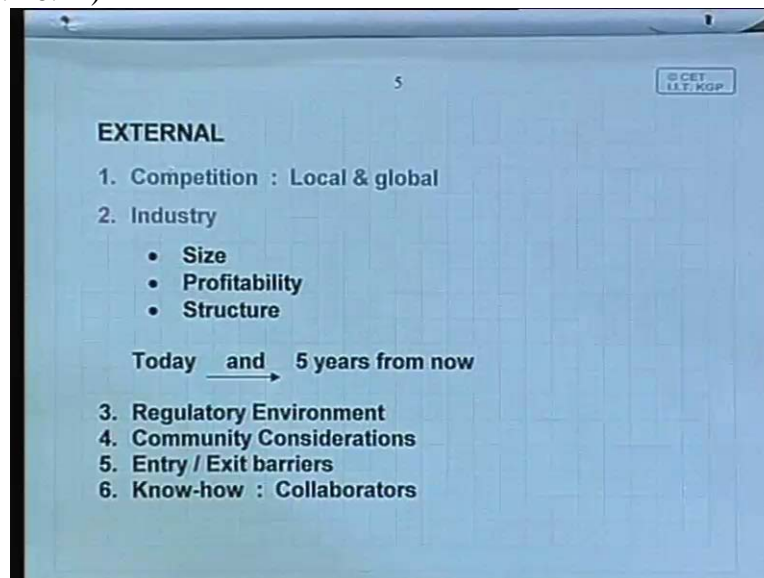 5
© CET
I.I.T. KGP
EXTERNAL
1. Competition : Local & global
2. Industry
• Size
• Profitability
• Structure
Today and 5 years from now
3. Regulatory Environment
4. Community Considerations
5. Entry / Exit barriers
6. Know-how : Collaborators